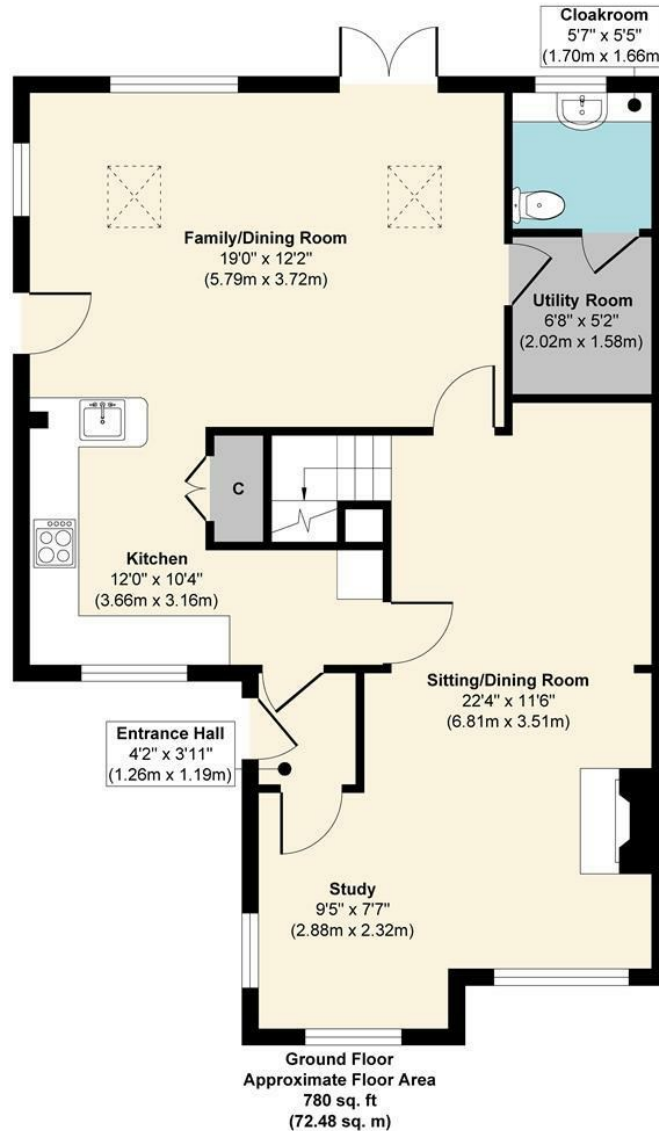 Cloakroom
5'7" x 5'5"
(1.70m x 1.66m)
Family/Dining Room
19'0" x 12'2"
(5.79m x 3.72m)
Utility Room
6'8" x 5'2"
(2.02m x 1.58m)
C
Kitchen
12'0" x 10'4"
(3.66m x 3.16m)
Sitting/Dining Room
22'4" x 11'6"
(6.81m x 3.51m)
Entrance Hall
4'2" x 3'11"
(1.26m x 1.19m)
Study
9'5" x 7'7"
(2.88m x 2.32m)
Ground Floor
Approximate Floor Area
780 sq. ft
(72.48 sq. m)